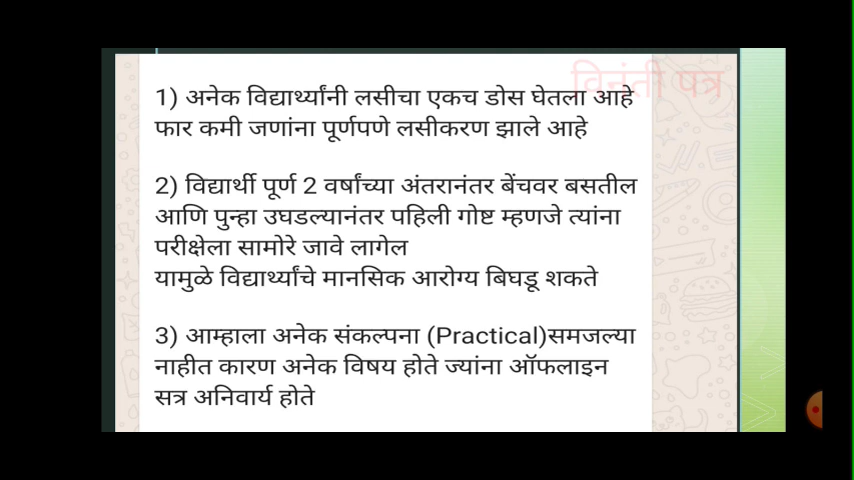 विनंती पत्र
1) अनेक विद्यार्थ्यांनी लसीचा एकच डोस घेतला आहे
फार कमी जणांना पूर्णपणे लसीकरण झाले आहे
2) विद्यार्थी पूर्ण 2 वर्षांच्या अंतरानंतर बेंचवर बसतील
आणि पुन्हा उघडल्यानंतर पहिली गोष्ट म्हणजे त्यांना
परीक्षेला सामोरे जावे लागेल
यामुळे विद्यार्थ्यांचे मानसिक आरोग्य बिघडू शकते
3) आम्हाला अनेक संकल्पना (Practical)समजल्या
नाहीत कारण अनेक विषय होते ज्यांना ऑफलाइन
सत्र अनिवार्य होते